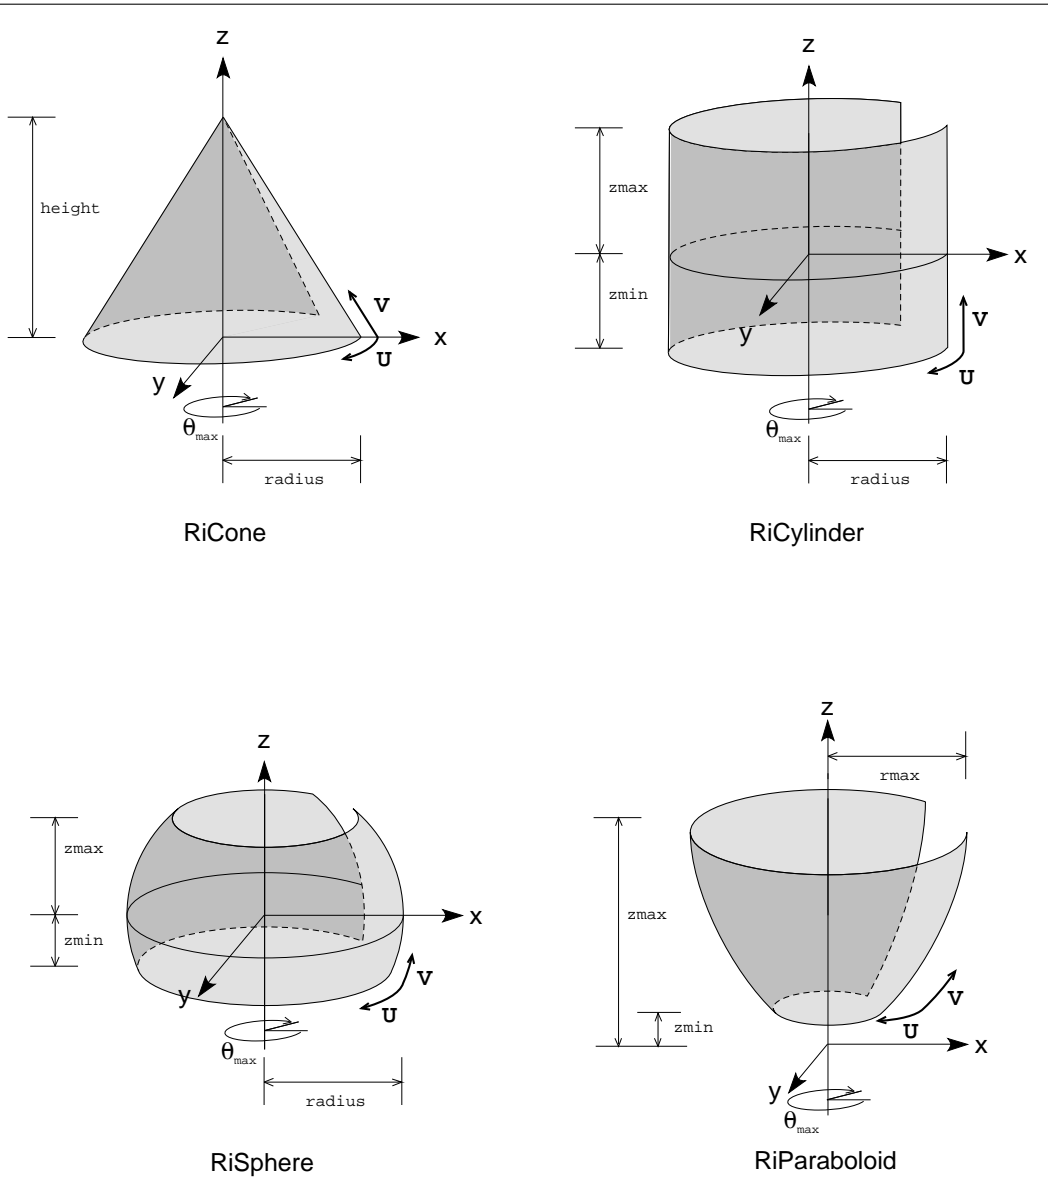 z
height
v
x
u
y
θmax
radius
RiCone
z
zmax
x
zmin
v
y
u
θmax
radius
RiCylinder
z
zmax
x
zmin
v
y
u
θmax
radius
RiSphere
z
rmax
zmax
v
zmin
u
x
y
θmax
RiParaboloid